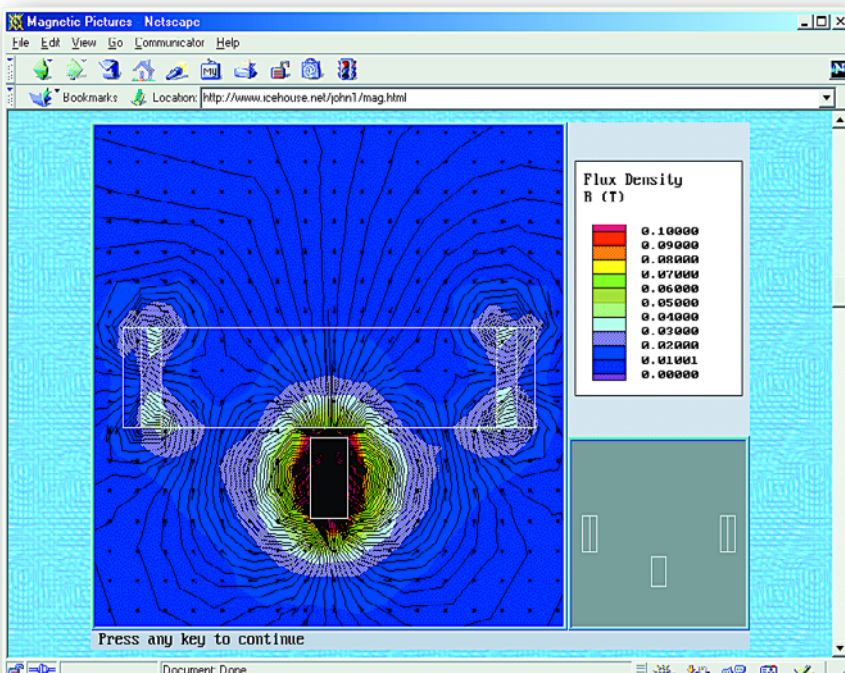 Magnetic Pictures - Netscape
File Edit View Go Communicator Help
My
Bookmarks Location: http://www.icehouse.net/john1/mag.html
Flux Density
B (T)
0.10000
0.09000
0.08000
0.07000
0.06000
0.05000
0.04000
0.03000
0.02000
0.01001
0.00000
Press any key to continue
Document: Done